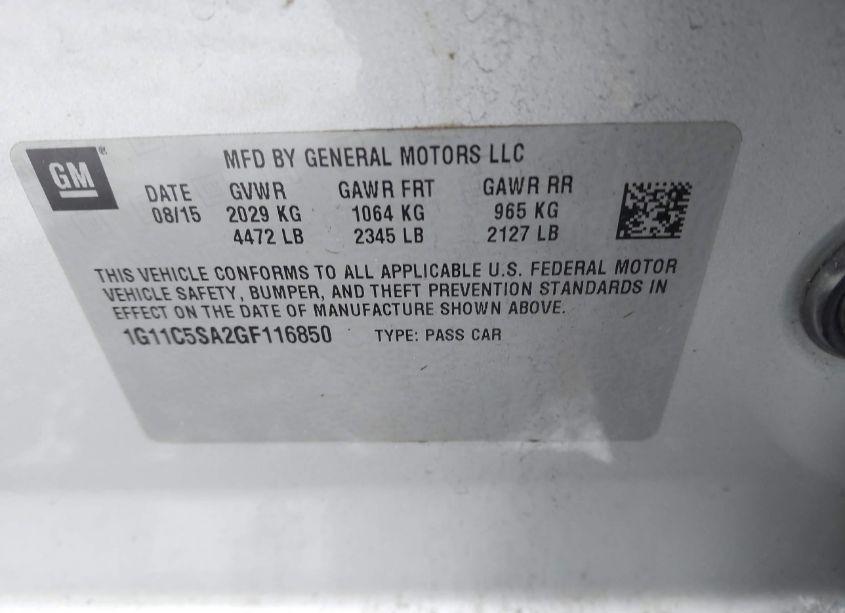 GM®
MFD BY GENERAL MOTORS LLC
DATE GVWR GAWR FRT GAWR RR
08/15 2029 KG 1064 KG 965 KG
4472 LB 2345 LB 2127 LB
THIS VEHICLE CONFORMS TO ALL APPLICABLE U.S. FEDERAL MOTOR
VEHICLE SAFETY, BUMPER, AND THEFT PREVENTION STANDARDS IN
EFFECT ON THE DATE OF MANUFACTURE SHOWN ABOVE.
1G11C5SA2GF116850 TYPE: PASS CAR